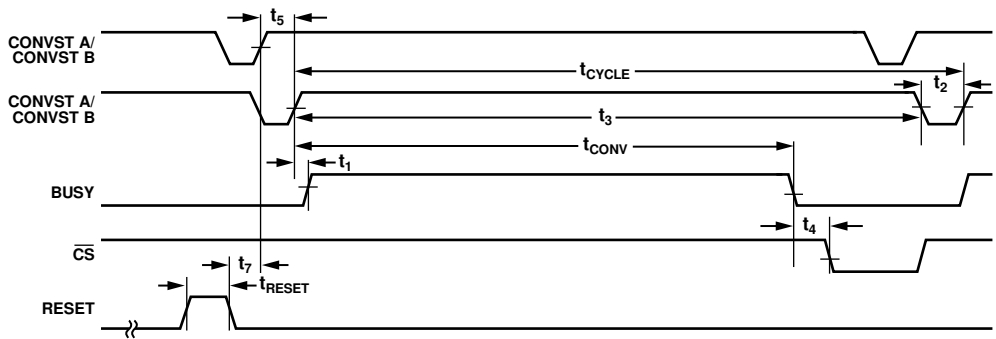 t5
CONVST A/
CONVST B
tCYCLE
t2
CONVST A/
CONVST B
t3
tCONV
t1
BUSY
t4
CS
t7
tRESET
RESET